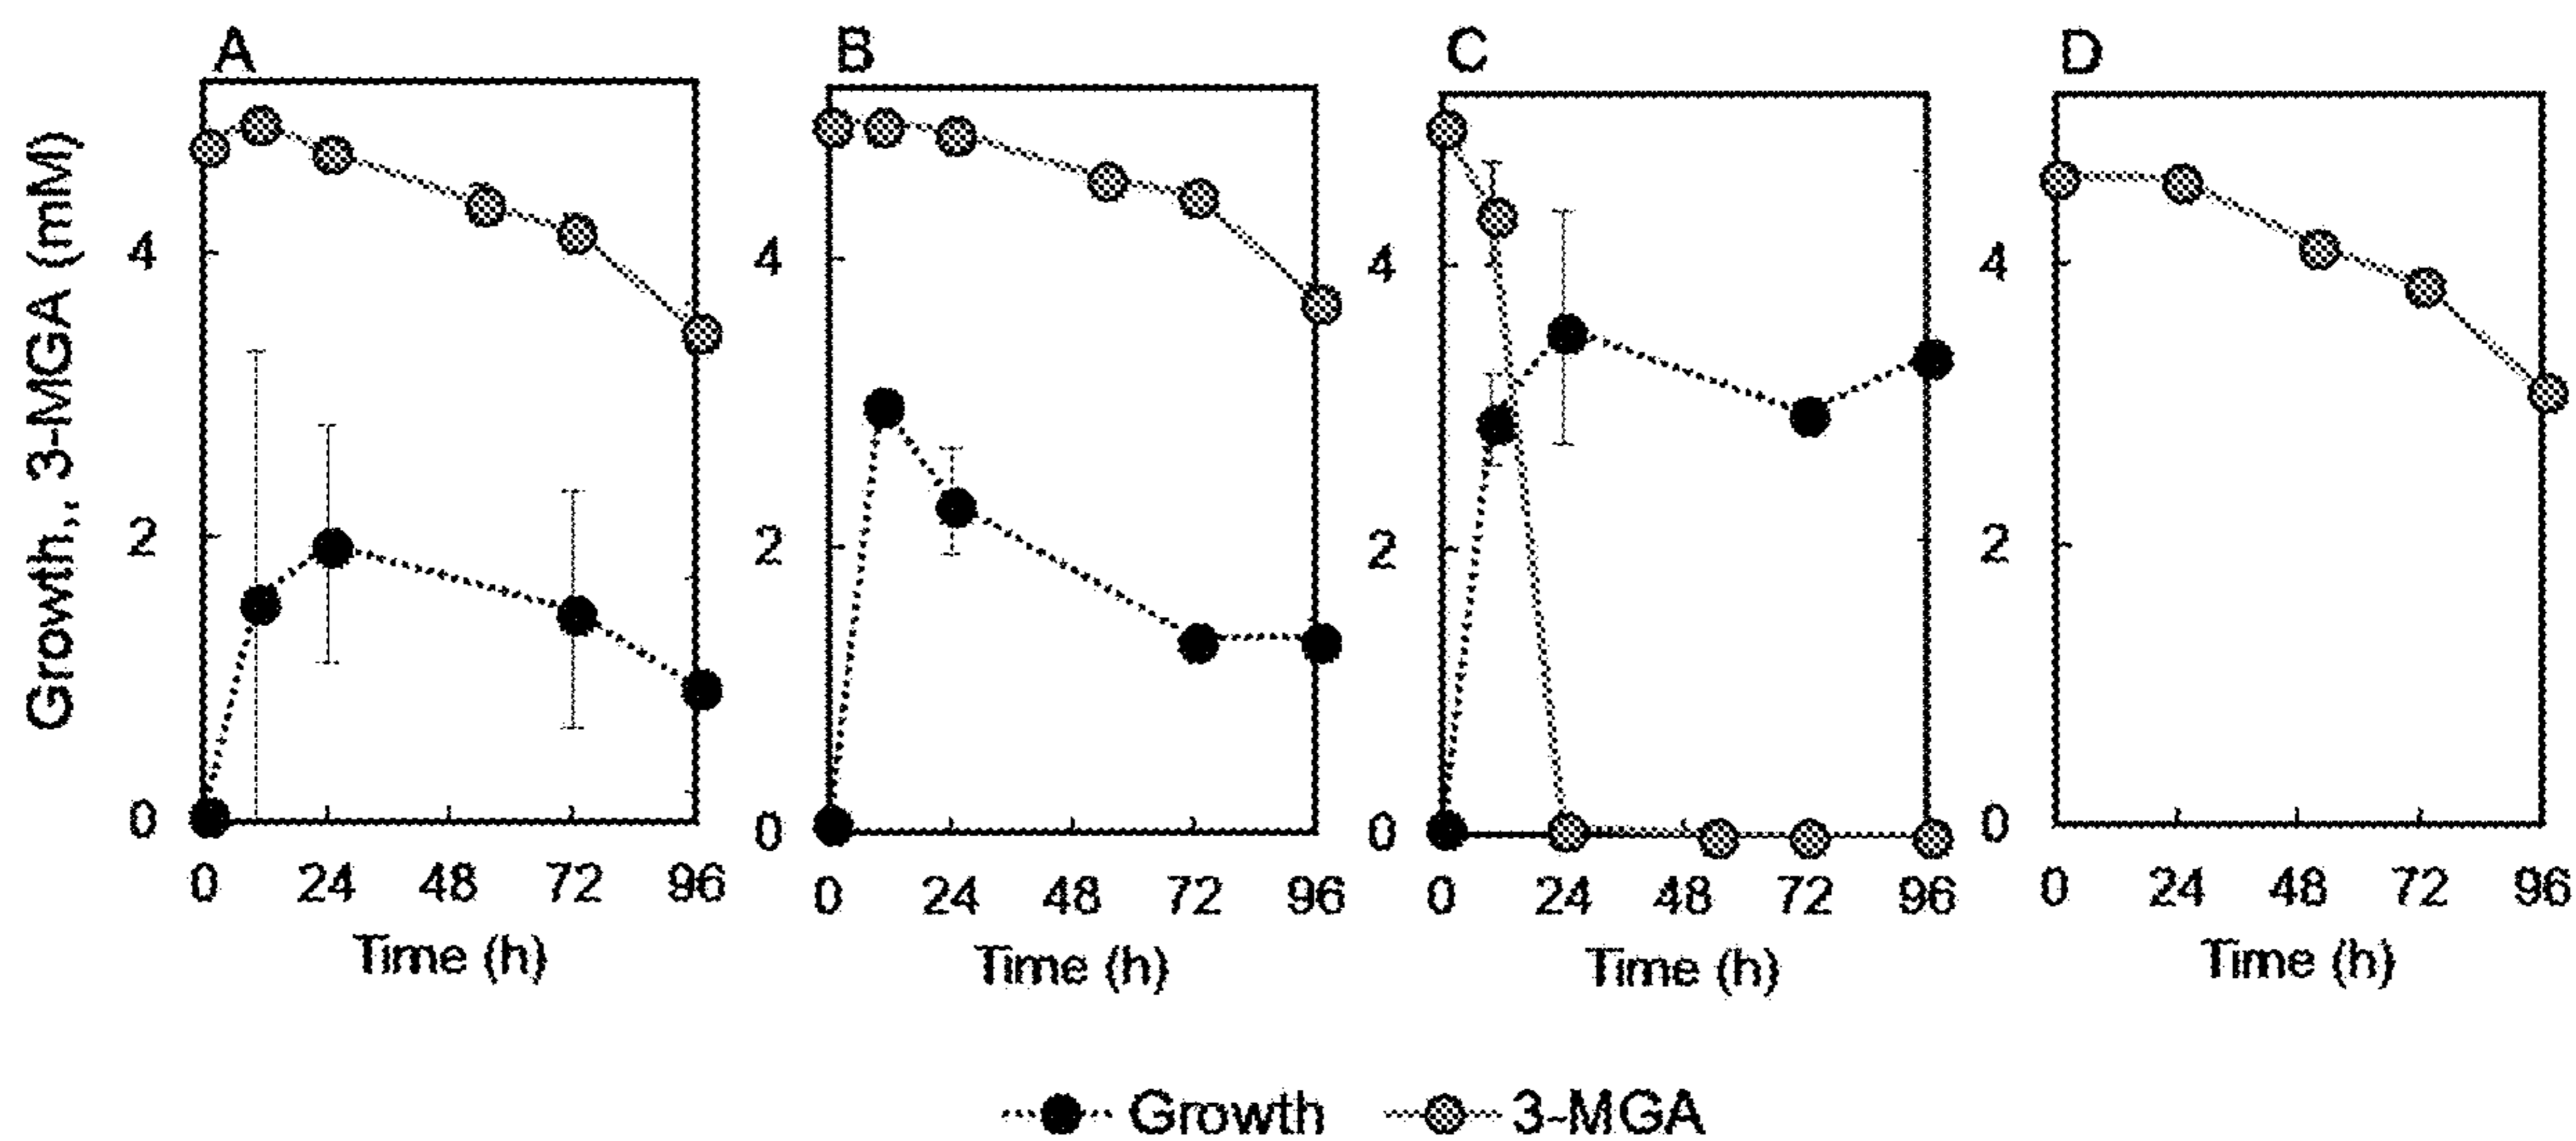 A B C D
Growth,, 3-MGA (mM)
4 4 4 4
2 2 2 2
0 0 0 0
0 24 48 72 96 0 24 48 72 96 0 24 48 72 96 0 24 48 72 96
Time (h) Time (h) Time (h) Time (h)
Growth 3-MGA